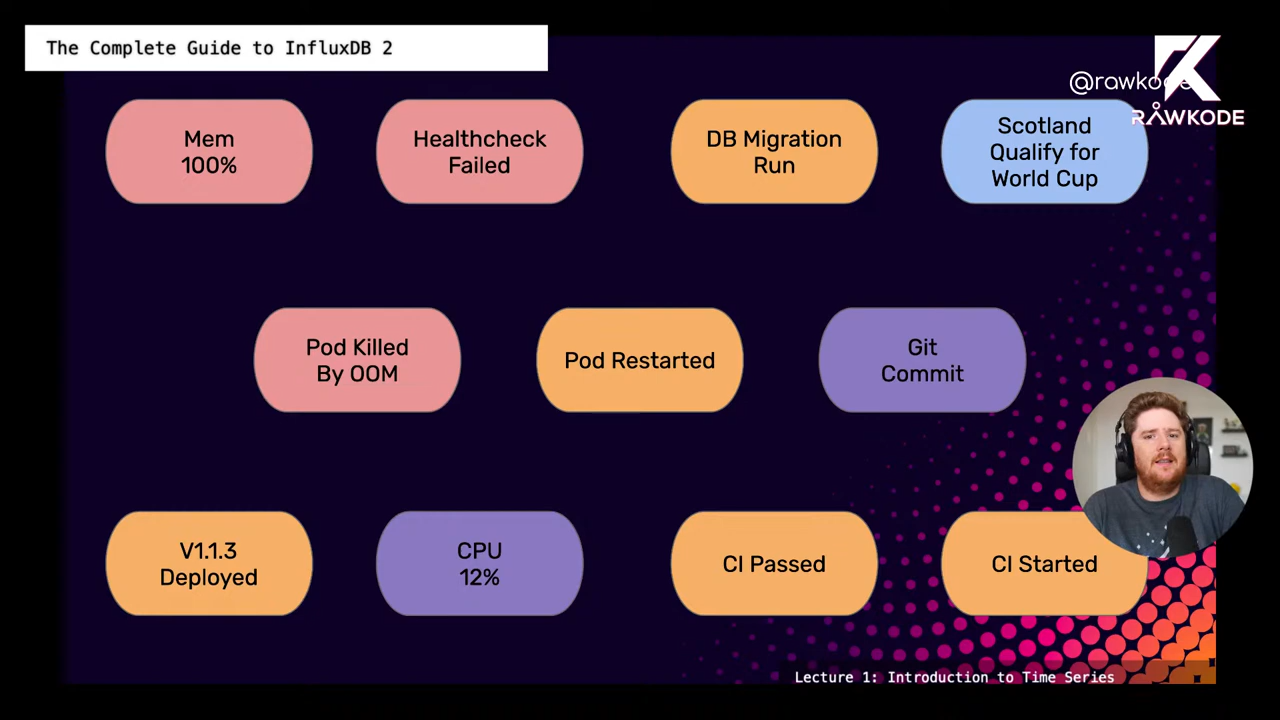 The Complete Guide to InfluxDB 2
@rawkode
RAWKODE
Mem
100%
Healthcheck
Failed
DB Migration
Run
Scotland
Qualify for
World Cup
Pod Killed
By OOM
Pod Restarted
Git
Commit
V1.1.3
Deployed
CPU
12%
CI Passed
CI Started
Lecture 1: Introduction to Time Series